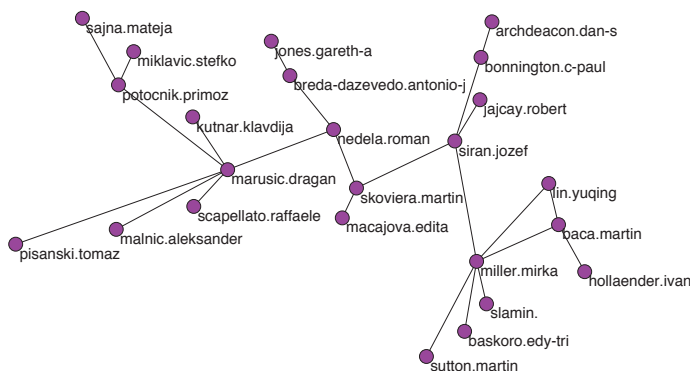 sajna.mateja
archdeacon.dan-s
jones.gareth-a
miklavic.stefko
bonnington.c-paul
breda-dazevedo.antonio-j
potocnik.primoz
jajcay.robert
kutnar.klavdija
nedela.roman
siran.jozef
marusic.dragan
skoviera.martin
lin.yuqing
scapellato.raffaele
macajova.edita
baca.martin
malnic.aleksander
pisanski.tomaz
miller.mirka
hollaender.ivan
slamin.
baskoro.edy-tri
sutton.martin